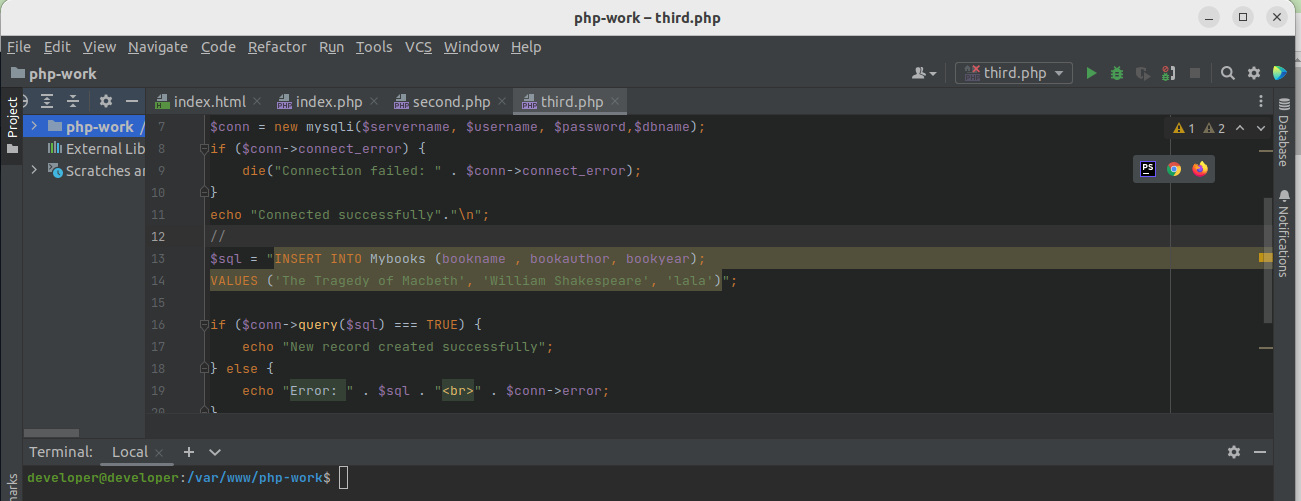 php-work – third.php
File Edit View Navigate Code Refactor Run Tools VCS Window Help
php-work third.php
Project index.html index.php second.php third.php
php-work /
External Lib
Scratches an
7 $conn = new mysqli($servername, $username, $password,$dbname);
8 if ($conn->connect_error) {
9 die("Connection failed: " . $conn->connect_error);
10 }
11 echo "Connected successfully"."\n";
12 //
13 $sql = "INSERT INTO Mybooks (bookname , bookauthor, bookyear);
14 VALUES ('The Tragedy of Macbeth', 'William Shakespeare', 'lala')";
15
16 if ($conn->query($sql) === TRUE) {
17 echo "New record created successfully";
18 } else {
19 echo "Error: " . $sql . "<br>" . $conn->error;
20 }
1 2
PS
Database
Notifications
Terminal: Local
developer@developer:/var/www/php-work$